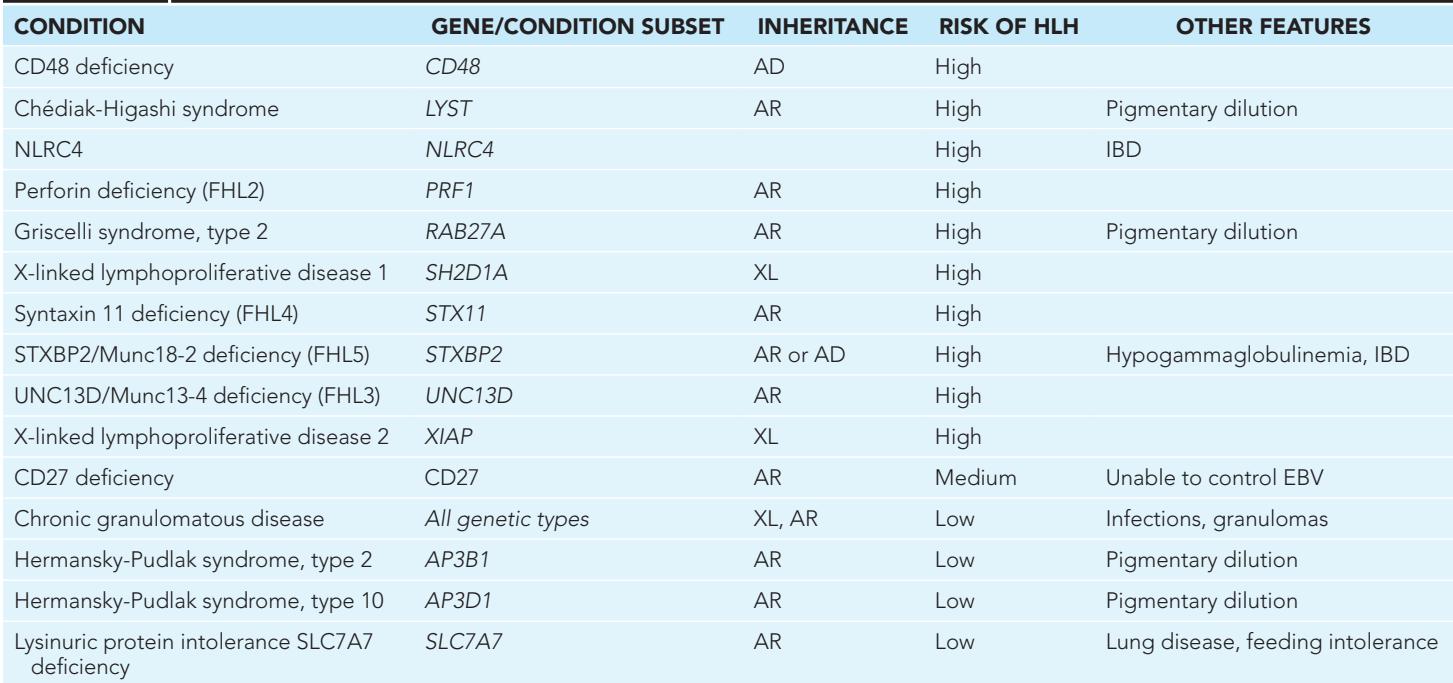 CONDITION GENE/CONDITION SUBSET INHERITANCE RISK OF HLH OTHER FEATURES
CD48 deficiency CD48 AD High
Chédiak-Higashi syndrome LYST AR High Pigmentary dilution
NLRC4 NLRC4 High IBD
Perforin deficiency (FHL2) PRF1 AR High
Griscelli syndrome, type 2 RAB27A AR High Pigmentary dilution
X-linked lymphoproliferative disease 1 SH2D1A XL High
Syntaxin 11 deficiency (FHL4) STX11 AR High
STXBP2/Munc18-2 deficiency (FHL5) STXBP2 AR or AD High Hypogammaglobulinemia, IBD
UNC13D/Munc13-4 deficiency (FHL3) UNC13D AR High
X-linked lymphoproliferative disease 2 XIAP XL High
CD27 deficiency CD27 AR Medium Unable to control EBV
Chronic granulomatous disease All genetic types XL, AR Low Infections, granulomas
Hermansky-Pudlak syndrome, type 2 AP3B1 AR Low Pigmentary dilution
Hermansky-Pudlak syndrome, type 10 AP3D1 AR Low Pigmentary dilution
Lysinuric protein intolerance SLC7A7 SLC7A7 AR Low Lung disease, feeding intolerance
deficiency